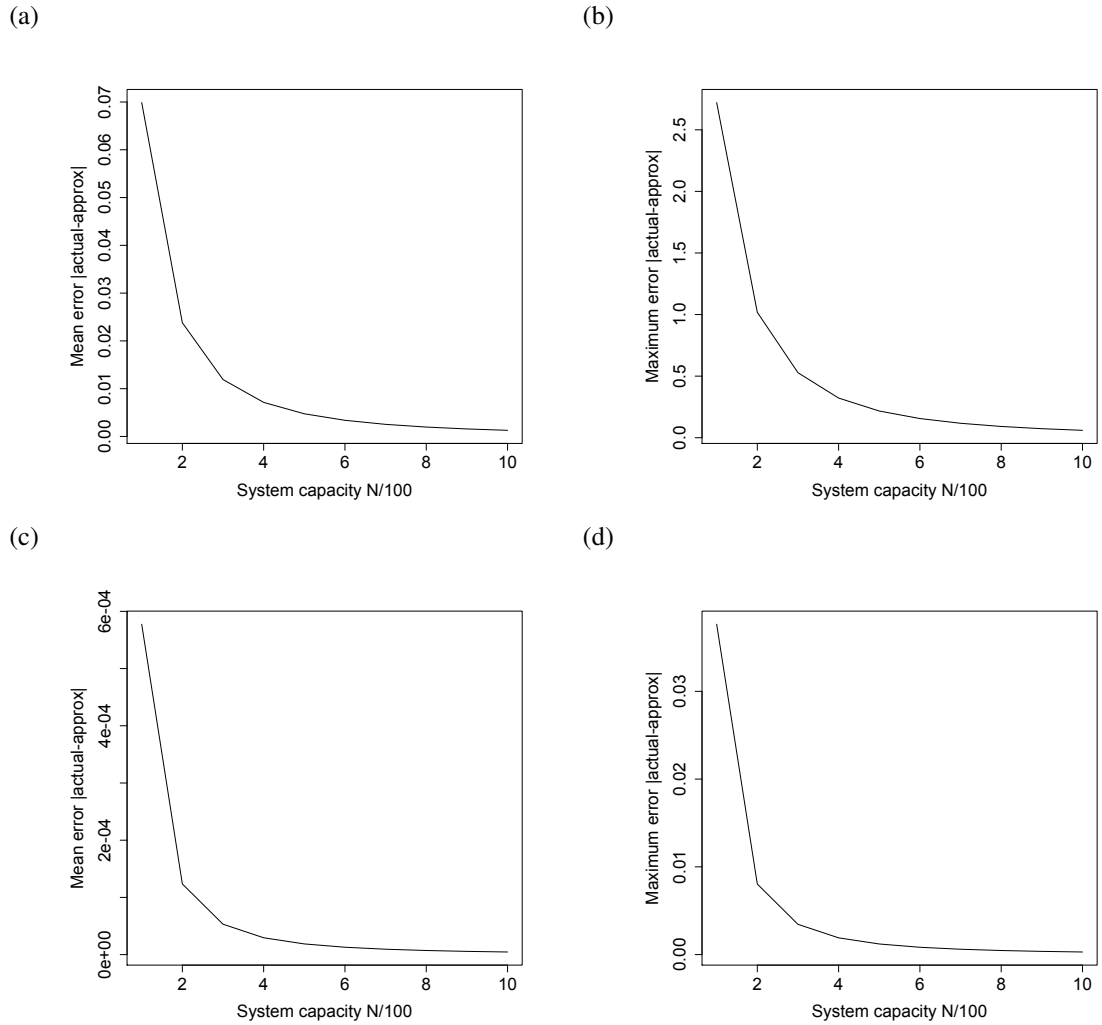 (a)
Mean error |actual-approx|
0.00 0.01 0.02 0.03 0.04 0.05 0.06 0.07
2 4 6 8 10
System capacity N/100
(b)
Maximum error |actual-approx|
0.0 0.5 1.0 1.5 2.0 2.5
2 4 6 8 10
System capacity N/100
(c)
Mean error |actual-approx|
0e+00 2e-04 4e-04 6e-04
2 4 6 8 10
System capacity N/100
(d)
Maximum error |actual-approx|
0.00 0.01 0.02 0.03
2 4 6 8 10
System capacity N/100